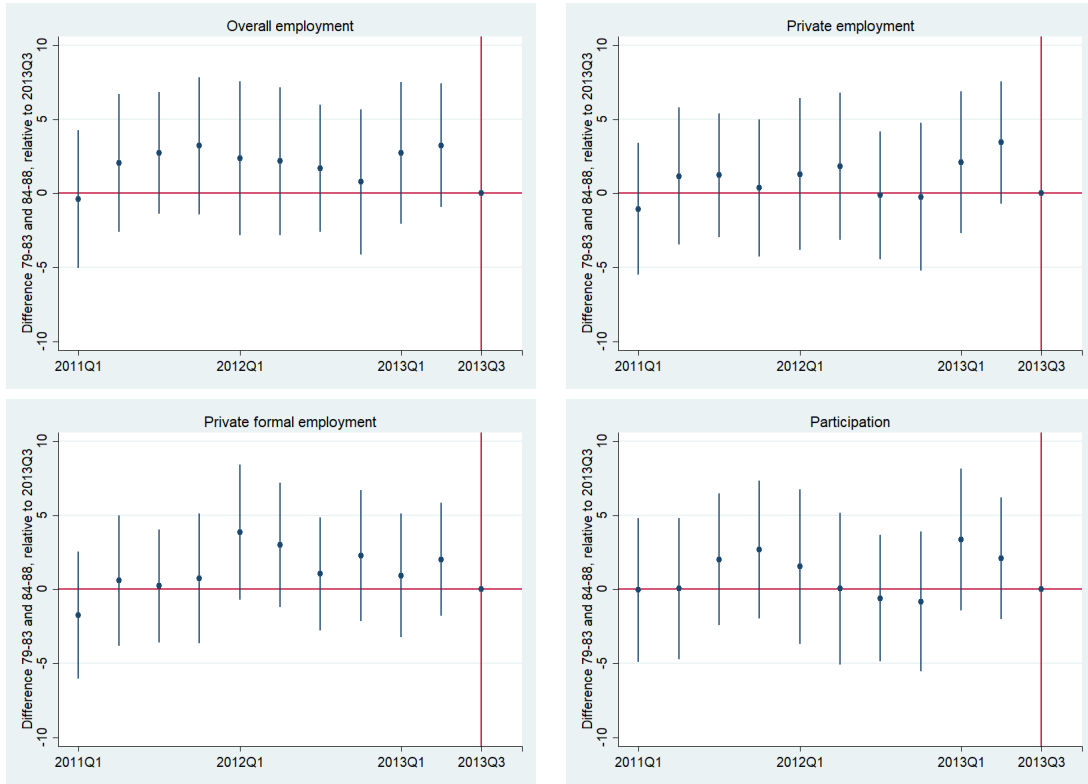 Overall employment
Difference 79-83 and 84-88, relative to 2013Q3
10
5
0
-5
-10
2011Q1
2012Q1
2013Q1
2013Q3
Private employment
Difference 79-83 and 84-88, relative to 2013Q3
10
5
0
-5
-10
2011Q1
2012Q1
2013Q1
2013Q3
Private formal employment
Difference 79-83 and 84-88, relative to 2013Q3
10
5
0
-5
-10
2011Q1
2012Q1
2013Q1
2013Q3
Participation
Difference 79-83 and 84-88, relative to 2013Q3
10
5
0
-5
-10
2011Q1
2012Q1
2013Q1
2013Q3